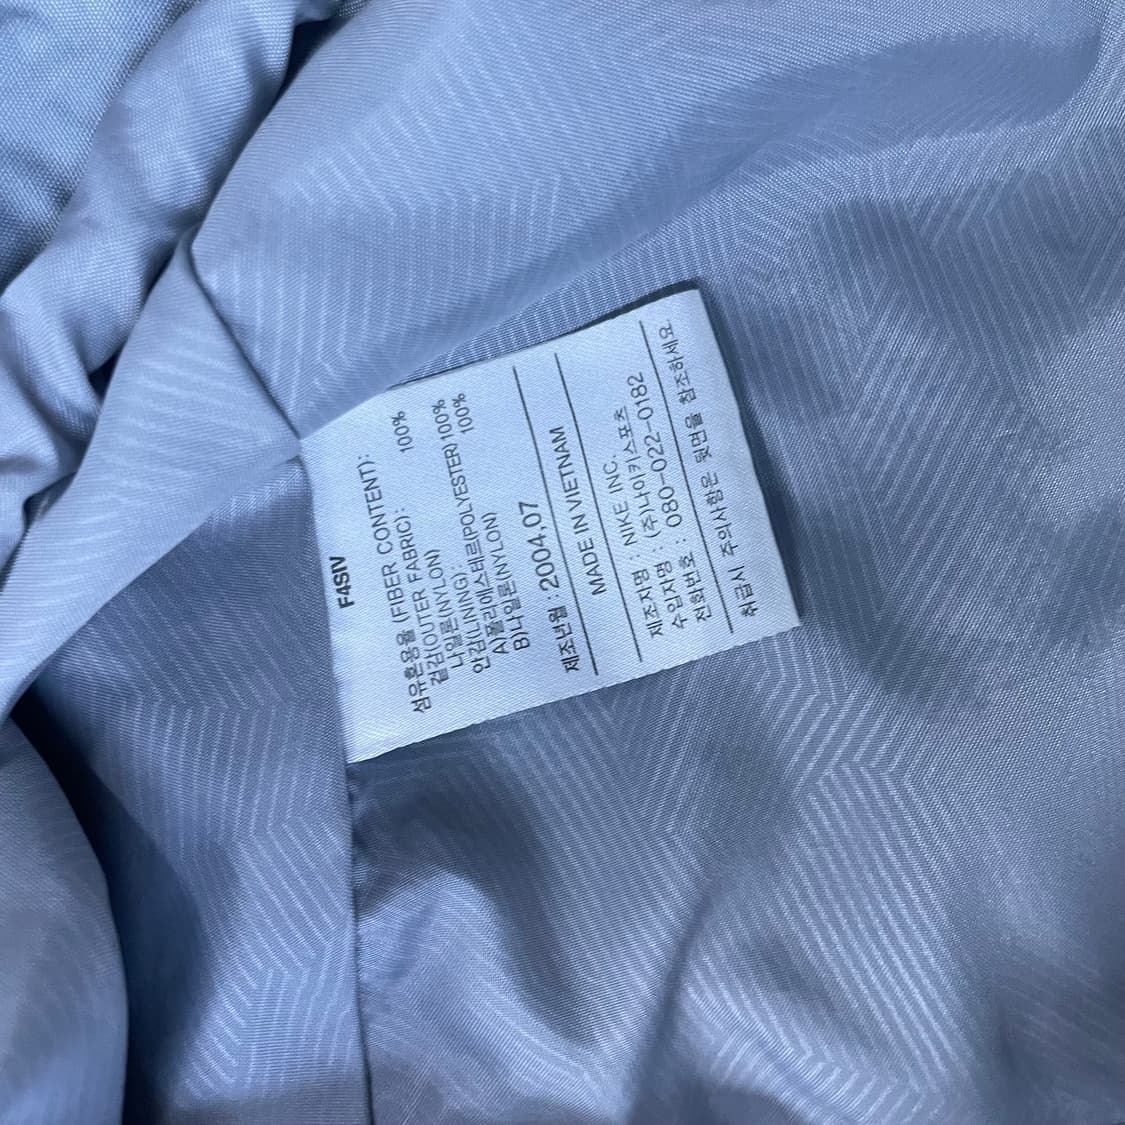 F4SIV
섬유혼용율 (FIBER CONTENT):
겉감(OUTER FABRIC):
나일론(NYLON) 100%
안감(LINING):
A)폴리에스테르(POLYESTER) 100%
B)나일론(NYLON) 100%
제조년월 : 2004.07
MADE IN VIETNAM
제조자명 : NIKE INC.
수입자명 : (주)나이키스포츠
전화번호 : 080-022-0182
취급시 주의사항은 뒷면을 참조하세요.